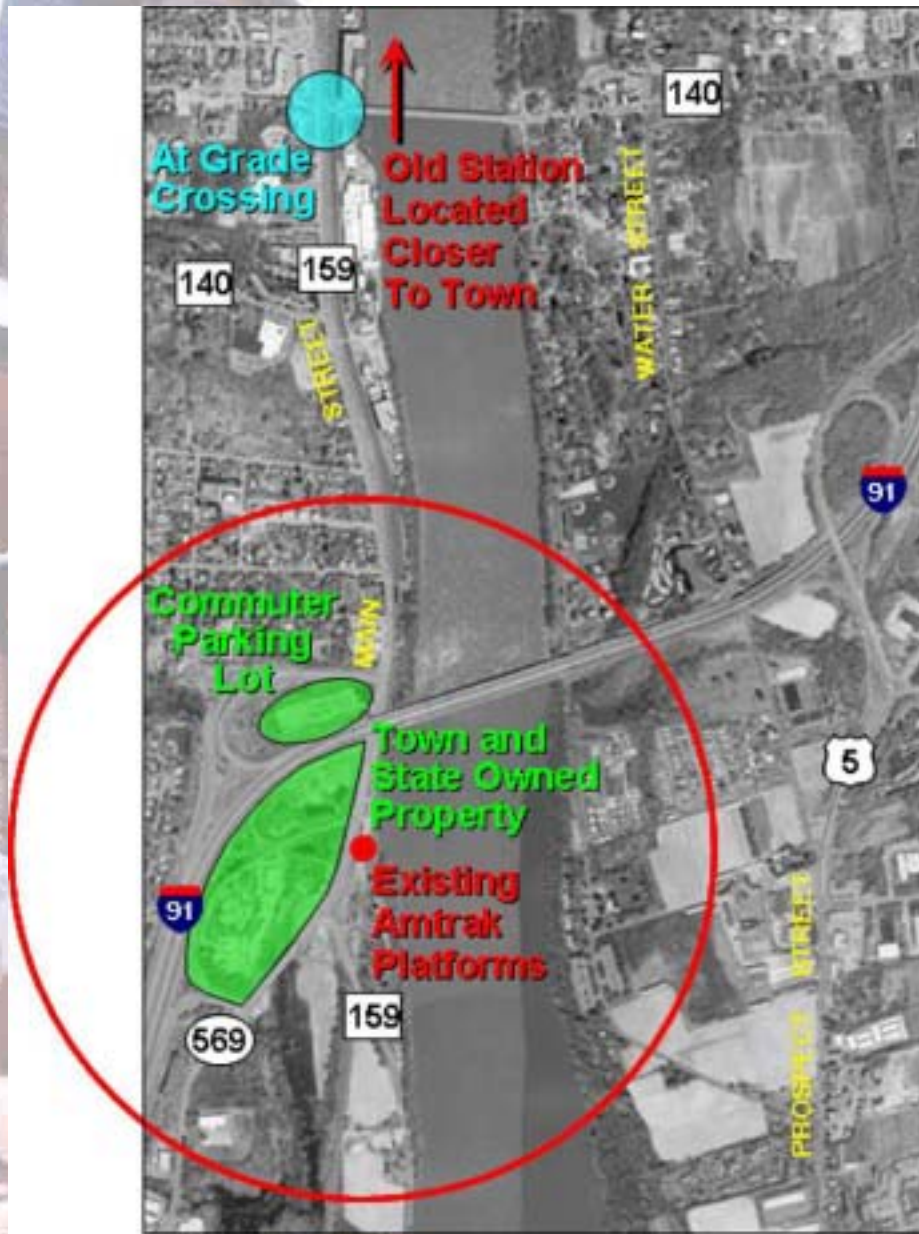 140
At Grade
Crossing
Old Station
Located
Closer
To Town
WATER STREET
140
159
STREET
91
Commuter
Parking
Lot
MAIN
Town and
State Owned
Property
5
Existing
Amtrak
Platforms
91
159
569
PROSPECT STREET